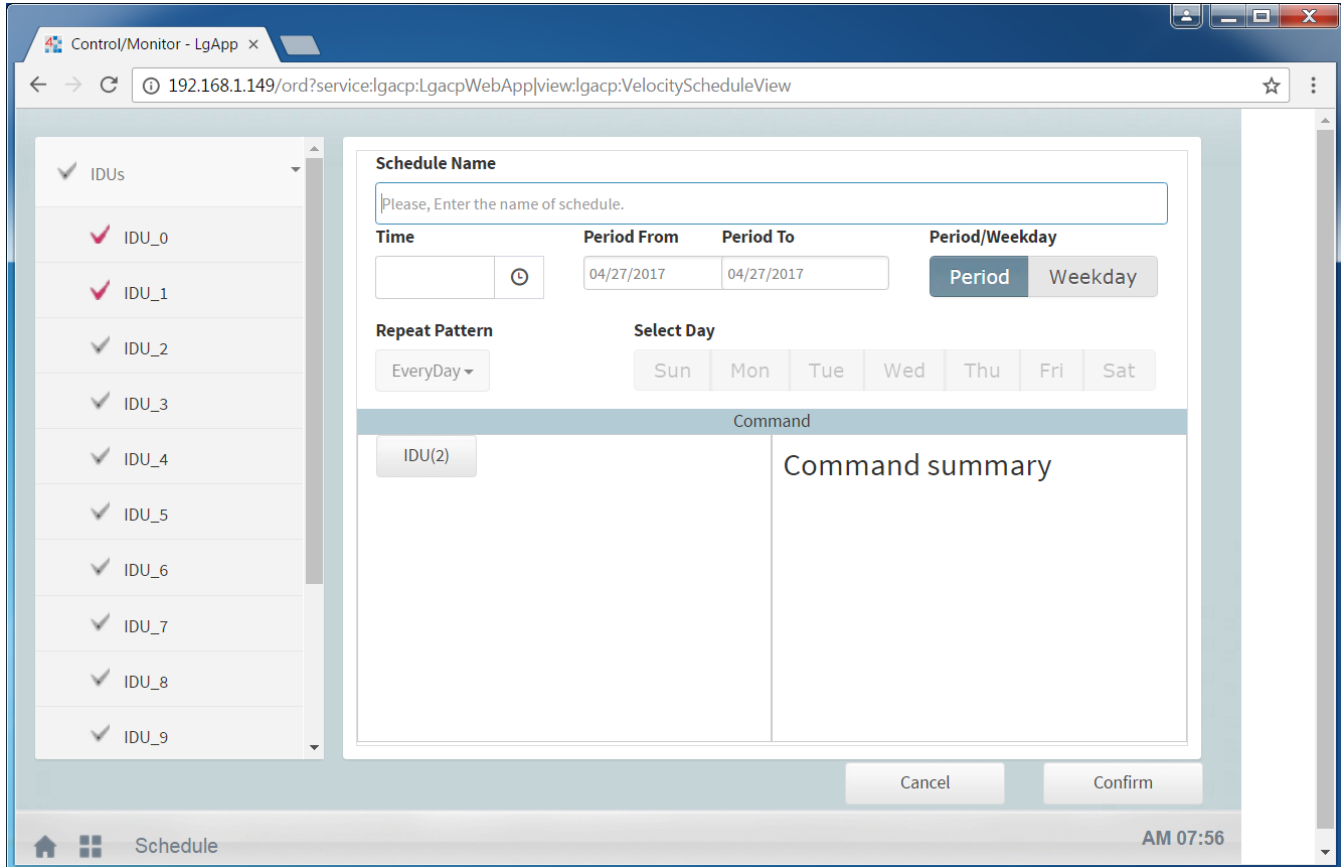 Control/Monitor - LgApp
192.168.1.149/ord?service:lgacp:LgacpWebApp|view:lgacp:VelocityScheduleView
IDUs
IDU_0
IDU_1
IDU_2
IDU_3
IDU_4
IDU_5
IDU_6
IDU_7
IDU_8
IDU_9
Schedule Name
Please, Enter the name of schedule.
Time Period From Period To Period/Weekday
04/27/2017 04/27/2017 Period Weekday
Repeat Pattern Select Day
EveryDay Sun Mon Tue Wed Thu Fri Sat
Command
IDU(2)
Command summary
Cancel Confirm
Schedule AM 07:56